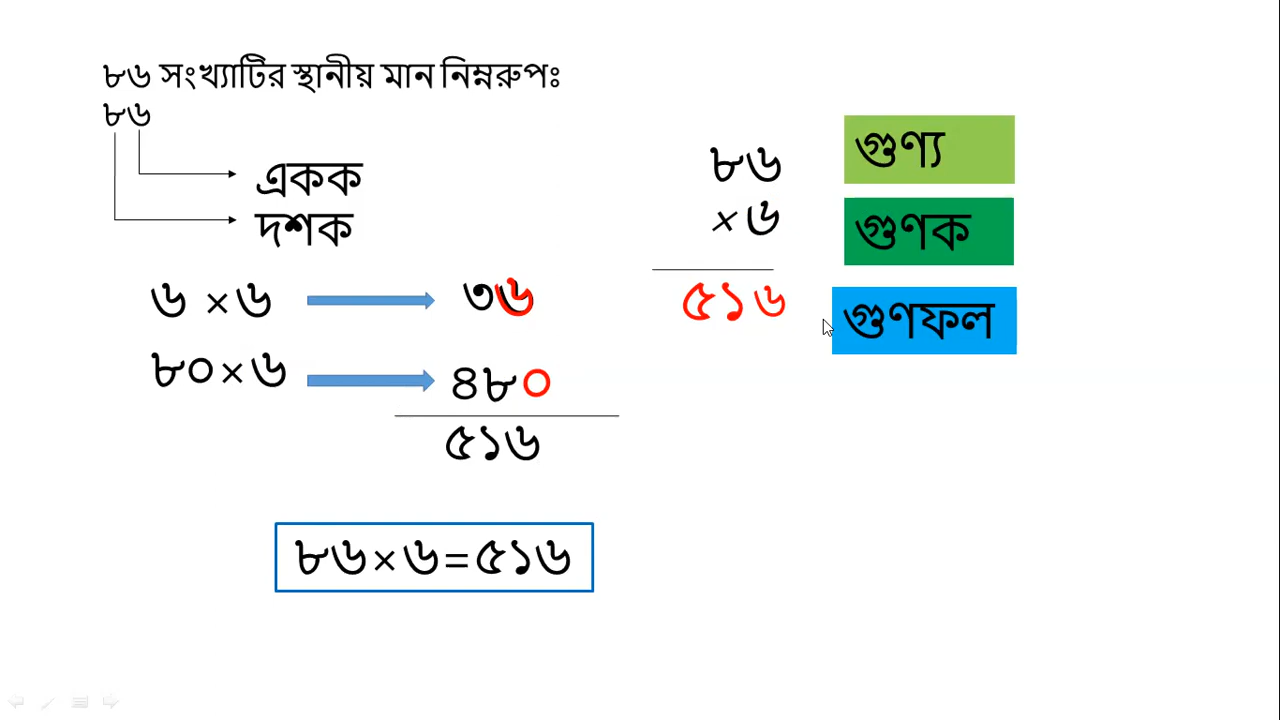 ৮৬ সংখ্যাটির স্থানীয় মান নিম্নরুপঃ
৮৬
একক
দশক
৬ ×৬ ৩৬
৮০×৬ ৪৮০
৫১৬
৮৬×৬=৫১৬
৮৬
×৬
৫১৬
গুণ্য
গুণক
গুণফল